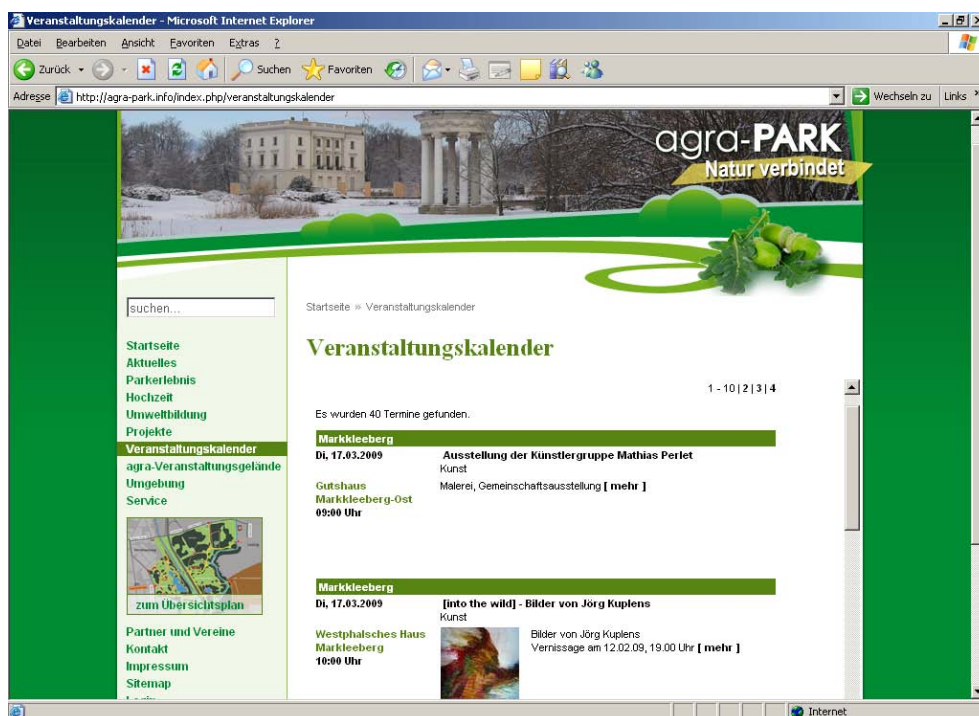 Veranstaltungskalender - Microsoft Internet Explorer
Datei Bearbeiten Ansicht Favoriten Extras ?
Zurück Suchen Favoriten
Adresse http://agra-park.info/index.php/veranstaltungskalender Wechseln zu Links »
agra-PARK
Natur verbindet
suchen...
Startseite » Veranstaltungskalender
Startseite
Aktuelles
Parkerlebnis
Hochzeit
Umweltbildung
Projekte
Veranstaltungskalender
agra-Veranstaltungsgelände
Umgebung
Service
zum Übersichtsplan
Partner und Vereine
Kontakt
Impressum
Sitemap
Login
Veranstaltungskalender
1 - 10 | 2 | 3 | 4
Es wurden 40 Termine gefunden.
Markkleeberg
Di, 17.03.2009 Ausstellung der Künstlergruppe Mathias Perlet
Kunst
Gutshaus Malerei, Gemeinschaftsausstellung [ mehr ]
Markkleeberg-Ost
09:00 Uhr
Markkleeberg
Di, 17.03.2009 [into the wild] - Bilder von Jörg Kuplens
Kunst
Westphalsches Haus Bilder von Jörg Kuplens
Markleeberg Vernissage am 12.02.09, 19.00 Uhr [ mehr ]
10:00 Uhr
Internet